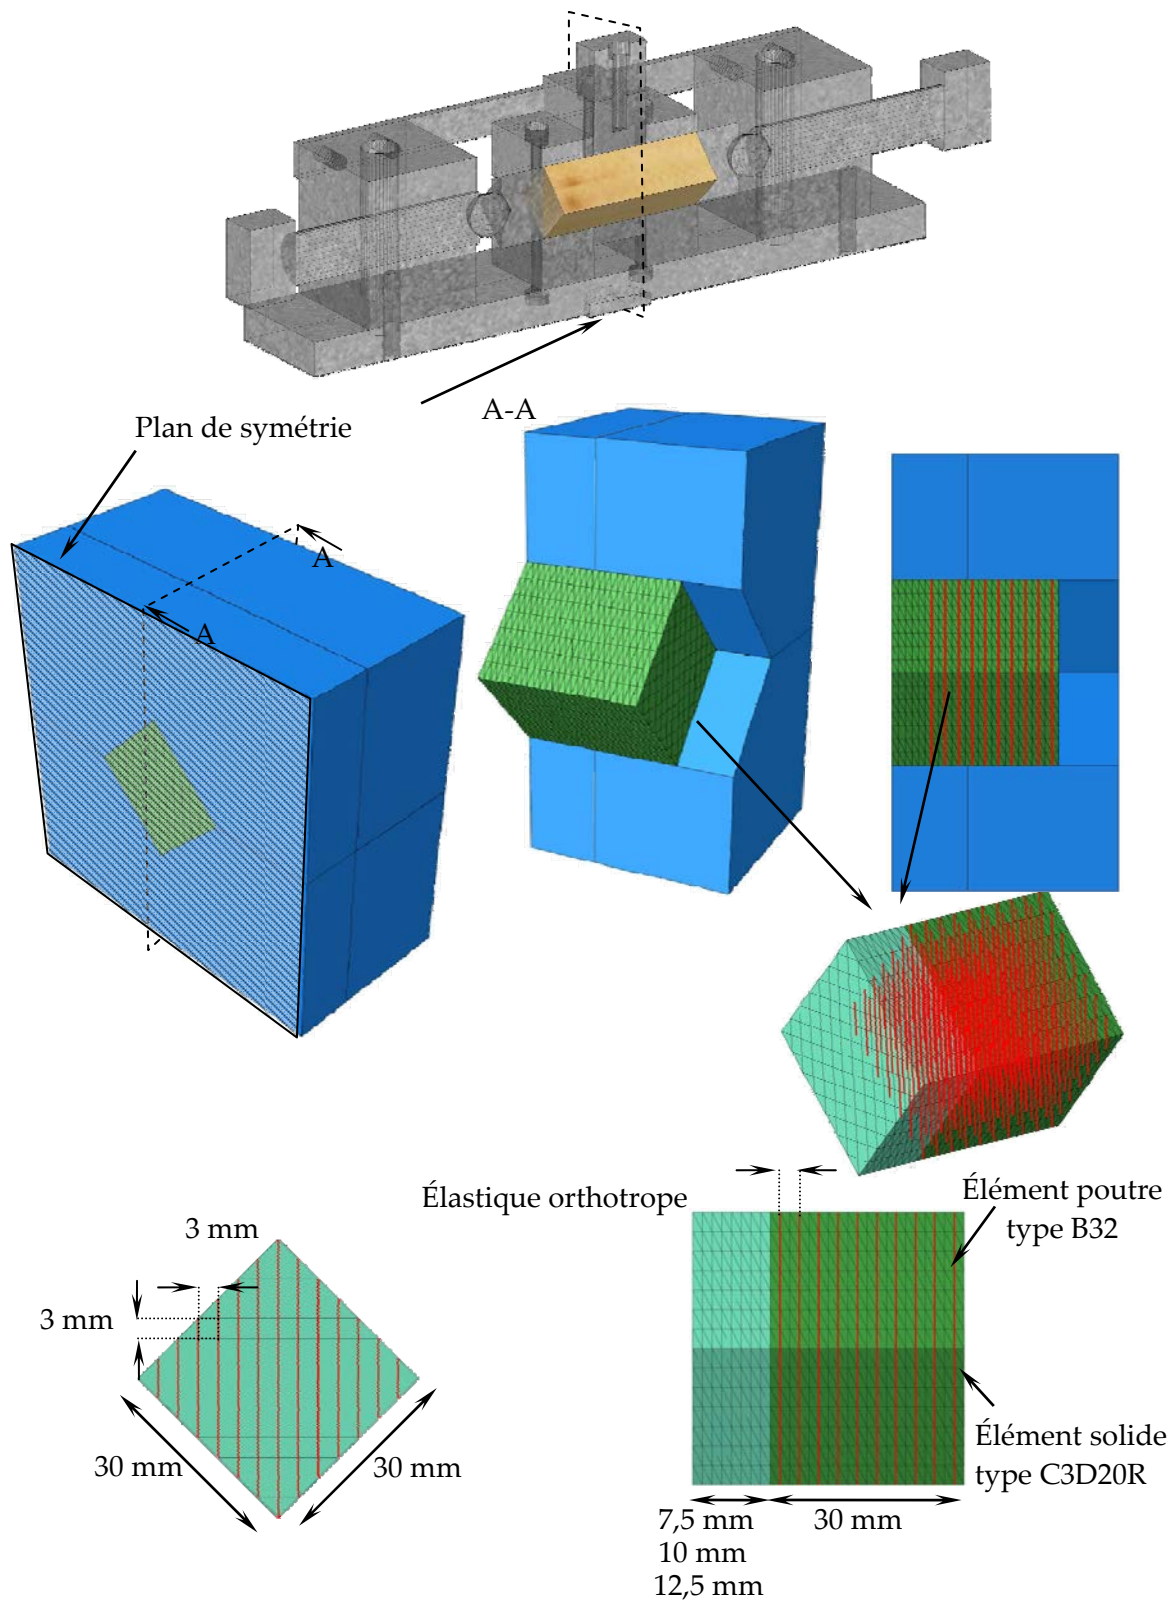 Plan de symétrie
A-A
A
A
Élastique orthotrope
Élément poutre
type B32
3 mm
3 mm
30 mm
30 mm
Élément solide
type C3D20R
7,5 mm
30 mm
10 mm
12,5 mm